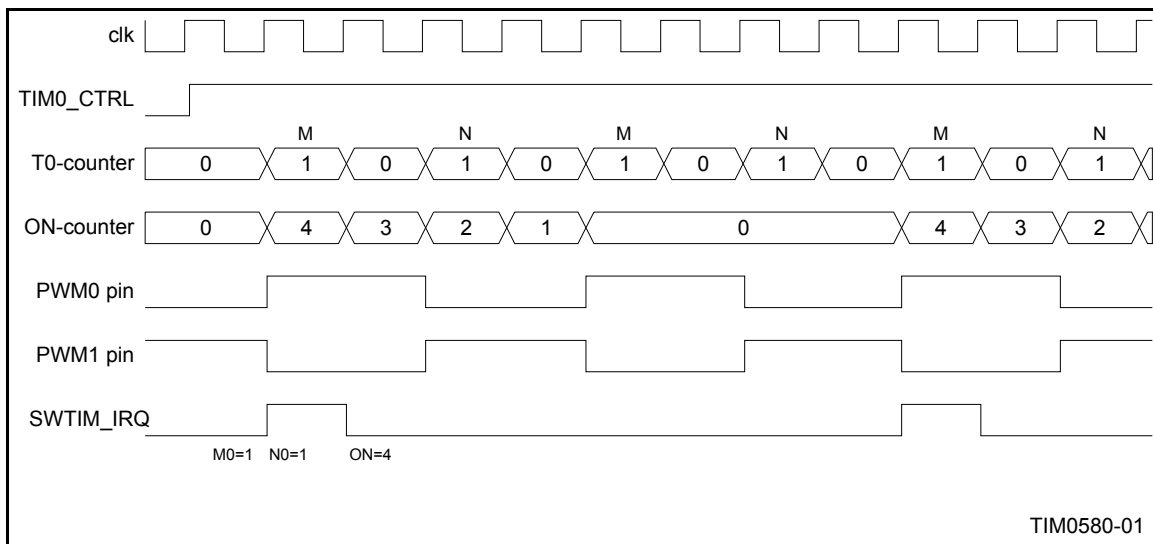 clk
TIM0_CTRL
M N M N M N
T0-counter 0 1 0 1 0 1 0 1 0 1 0 1
ON-counter 0 4 3 2 1 0 4 3 2
PWM0 pin
PWM1 pin
SWTIM_IRQ
M0=1 N0=1 ON=4
TIM0580-01